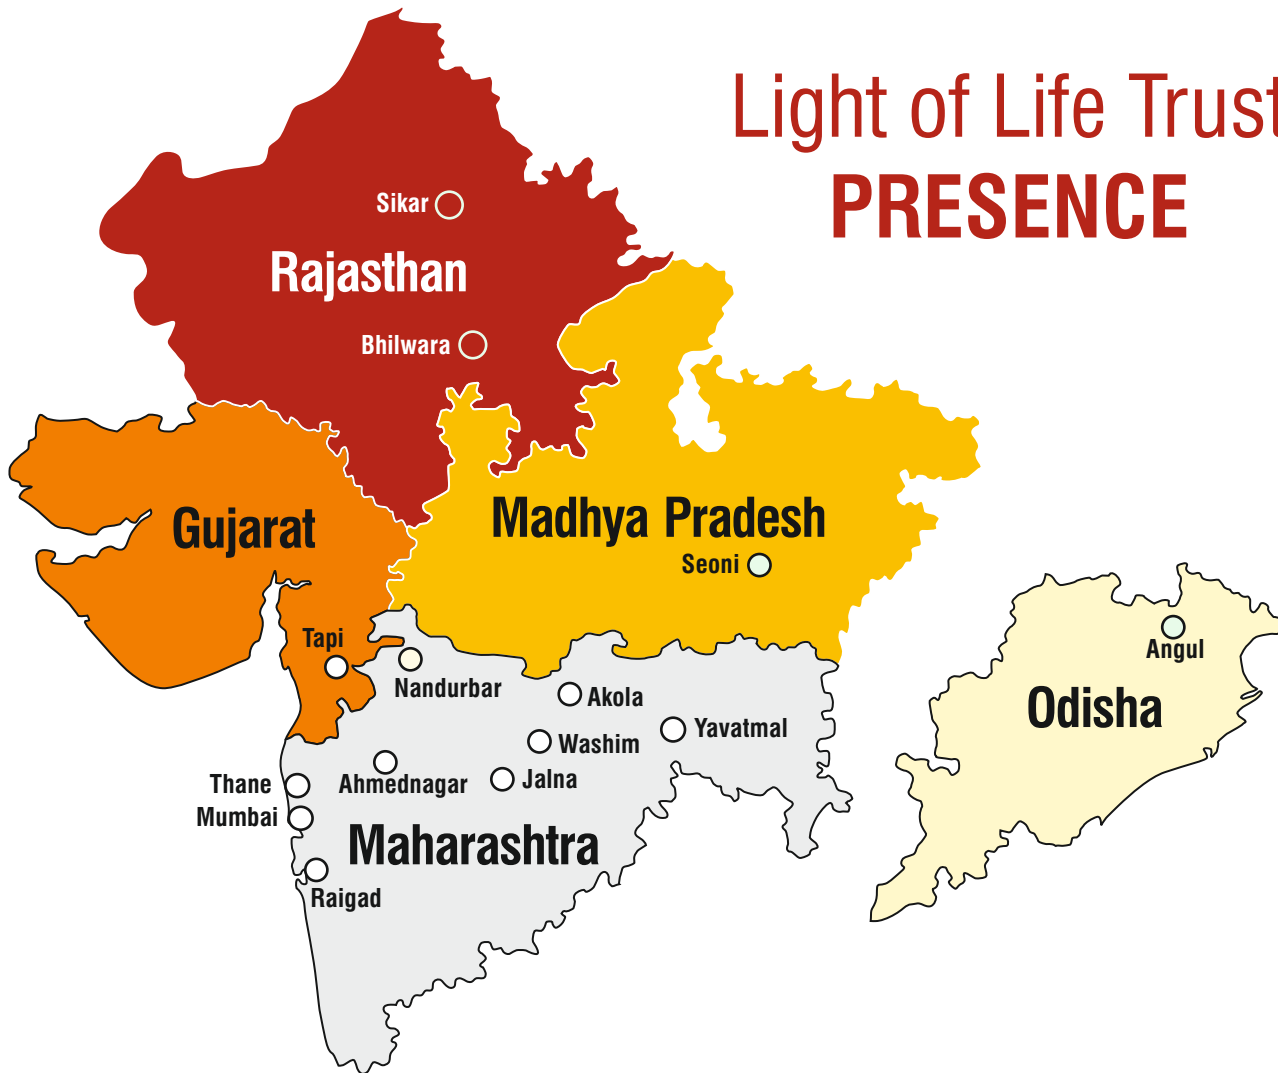 Light of Life Trust
PRESENCE
Sikar
Rajasthan
Bhilwara
Gujarat
Madhya Pradesh
Seoni
Tapi
Angul
Nandurbar
Odisha
Akola
Yavatmal
Washim
Thane
Ahmednagar
Jalna
Mumbai
Maharashtra
Raigad